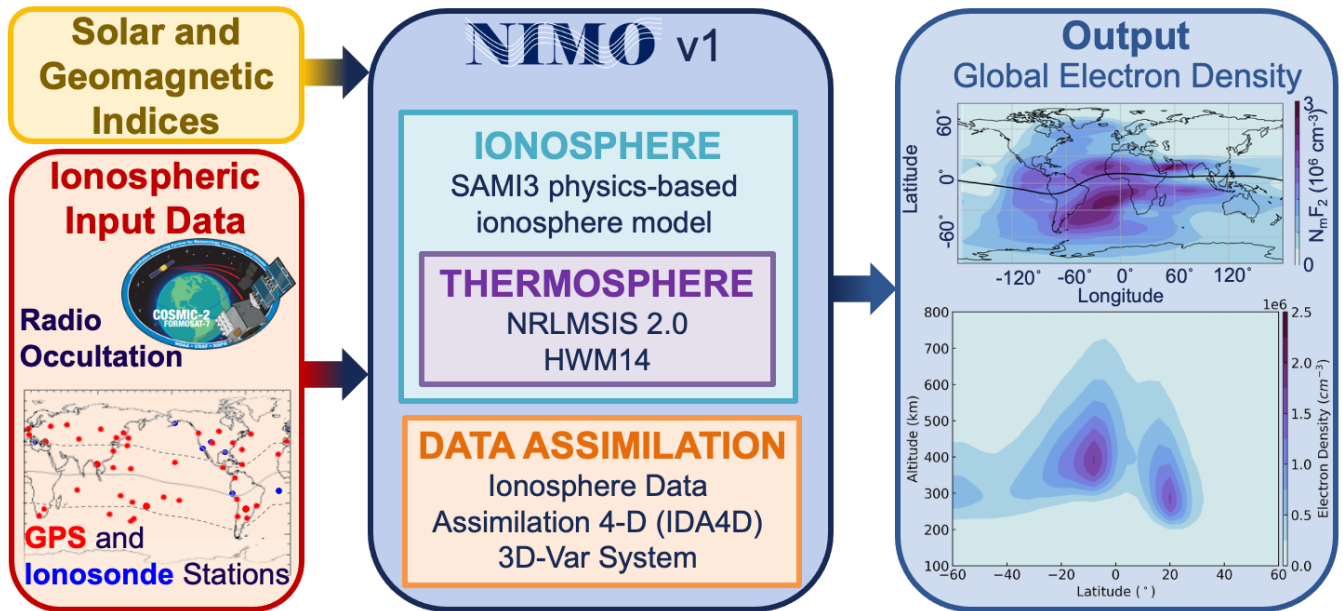 Solar and
Geomagnetic
Indices
Ionospheric
Input Data
COSMIC-2
FORMOSAT-7
NOAA • USAF • NSPO
Radio
Occultation
GPS and
Ionosonde Stations
NIMO v1
IONOSPHERE
SAMI3 physics-based
ionosphere model
THERMOSPHERE
NRLMSIS 2.0
HWM14
DATA ASSIMILATION
Ionosphere Data
Assimilation 4-D (IDA4D)
3D-Var System
Output
Global Electron Density
Latitude
60°
0°
-60°
-120° -60° 0° 60° 120°
Longitude
3
0
NmF2 (10⁶ cm⁻³)
1e6
800
700
600
500
400
300
200
100
Altitude (km)
-60 -40 -20 0 20 40 60
Latitude (°)
2.5
2.0
1.5
1.0
0.5
0.0
Electron Density (cm⁻³)